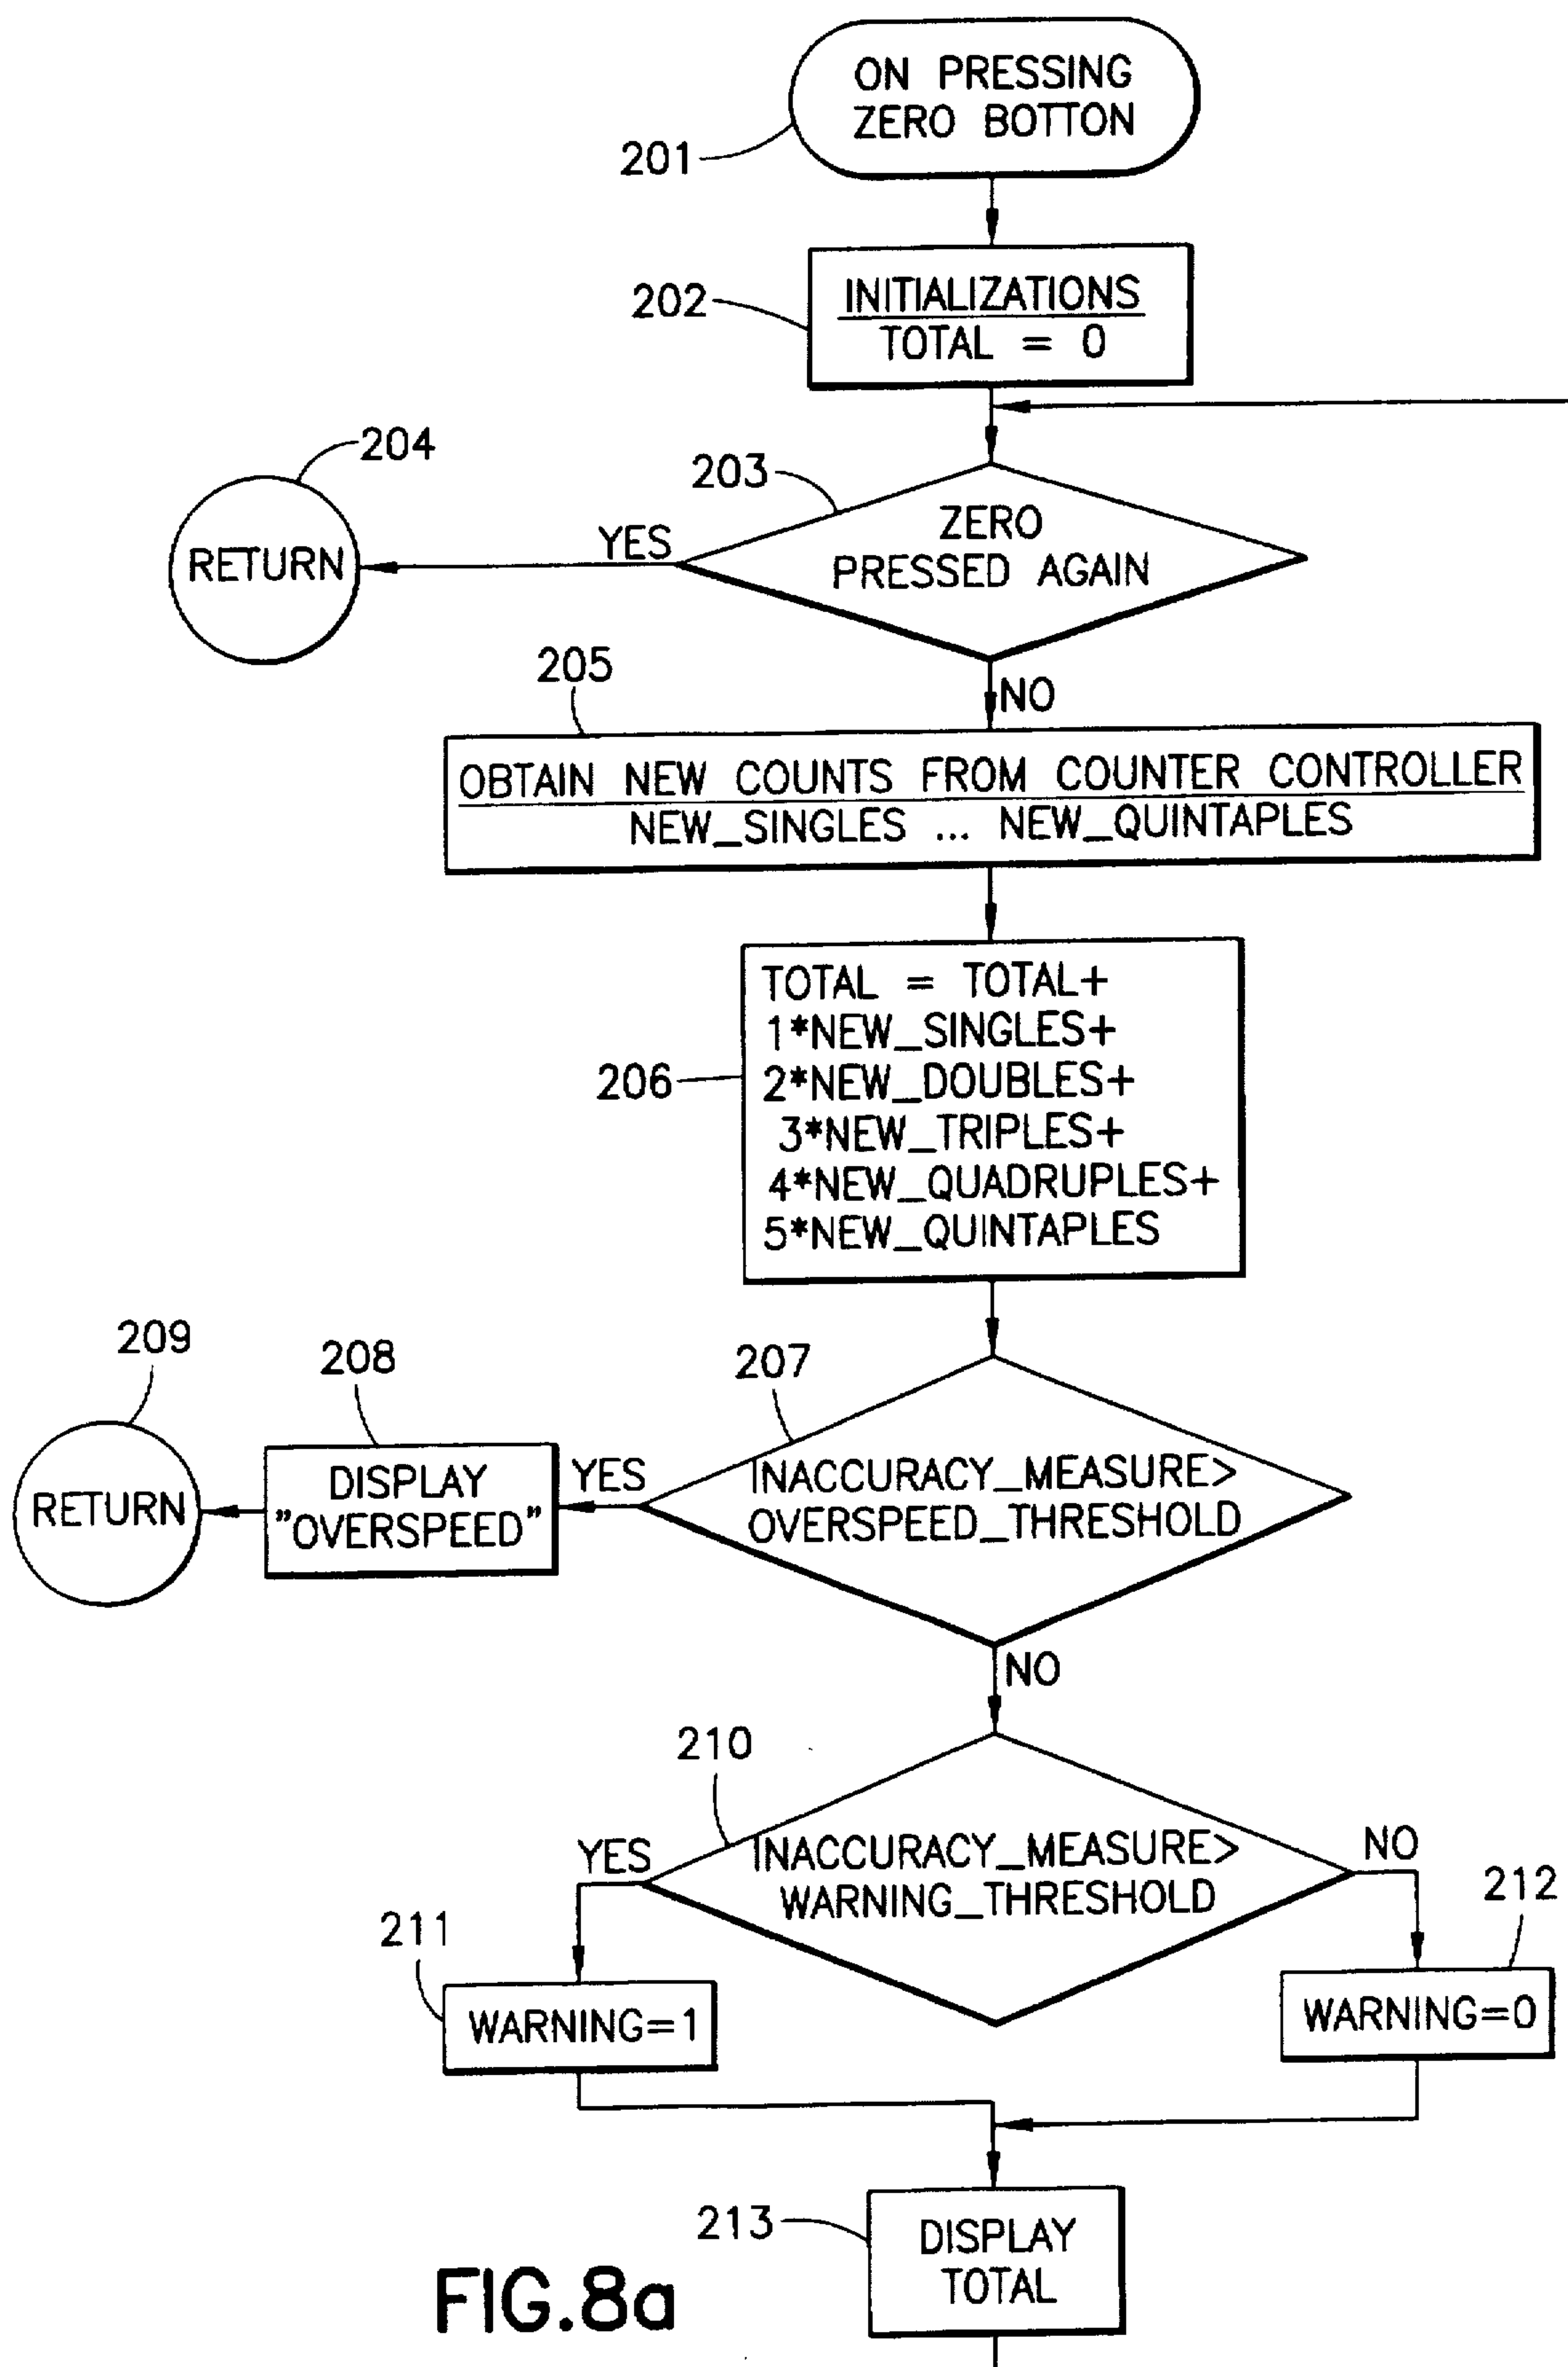 ON PRESSING
ZERO BOTTON
201
202
INITIALIZATIONS
TOTAL = 0
204
203
RETURN
YES
ZERO
PRESSED AGAIN
205
NO
OBTAIN NEW COUNTS FROM COUNTER CONTROLLER
NEW_SINGLES ... NEW_QUINTAPLES
206
TOTAL = TOTAL+
1*NEW_SINGLES+
2*NEW_DOUBLES+
3*NEW_TRIPLES+
4*NEW_QUADRUPLES+
5*NEW_QUINTAPLES
209
208
207
RETURN
DISPLAY
"OVERSPEED"
YES
INACCURACY_MEASURE>
OVERSPEED_THRESHOLD
NO
210
YES
INACCURACY_MEASURE>
WARNING_THRESHOLD
NO
211
212
WARNING=1
WARNING=0
213
DISPLAY
TOTAL
FIG.8a